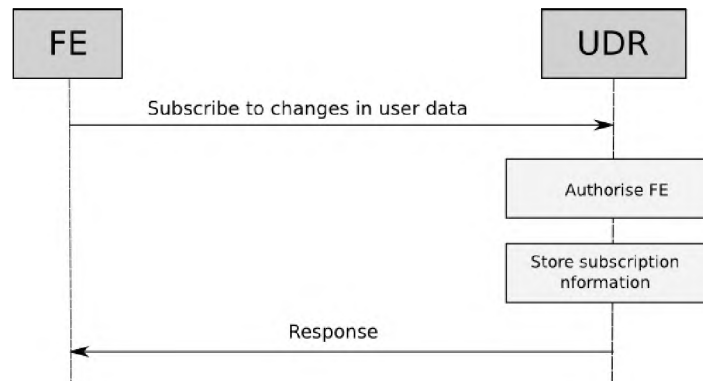 FE
UDR
Subscribe to changes in user data
Authorise FE
Store subscription
nformation
Response